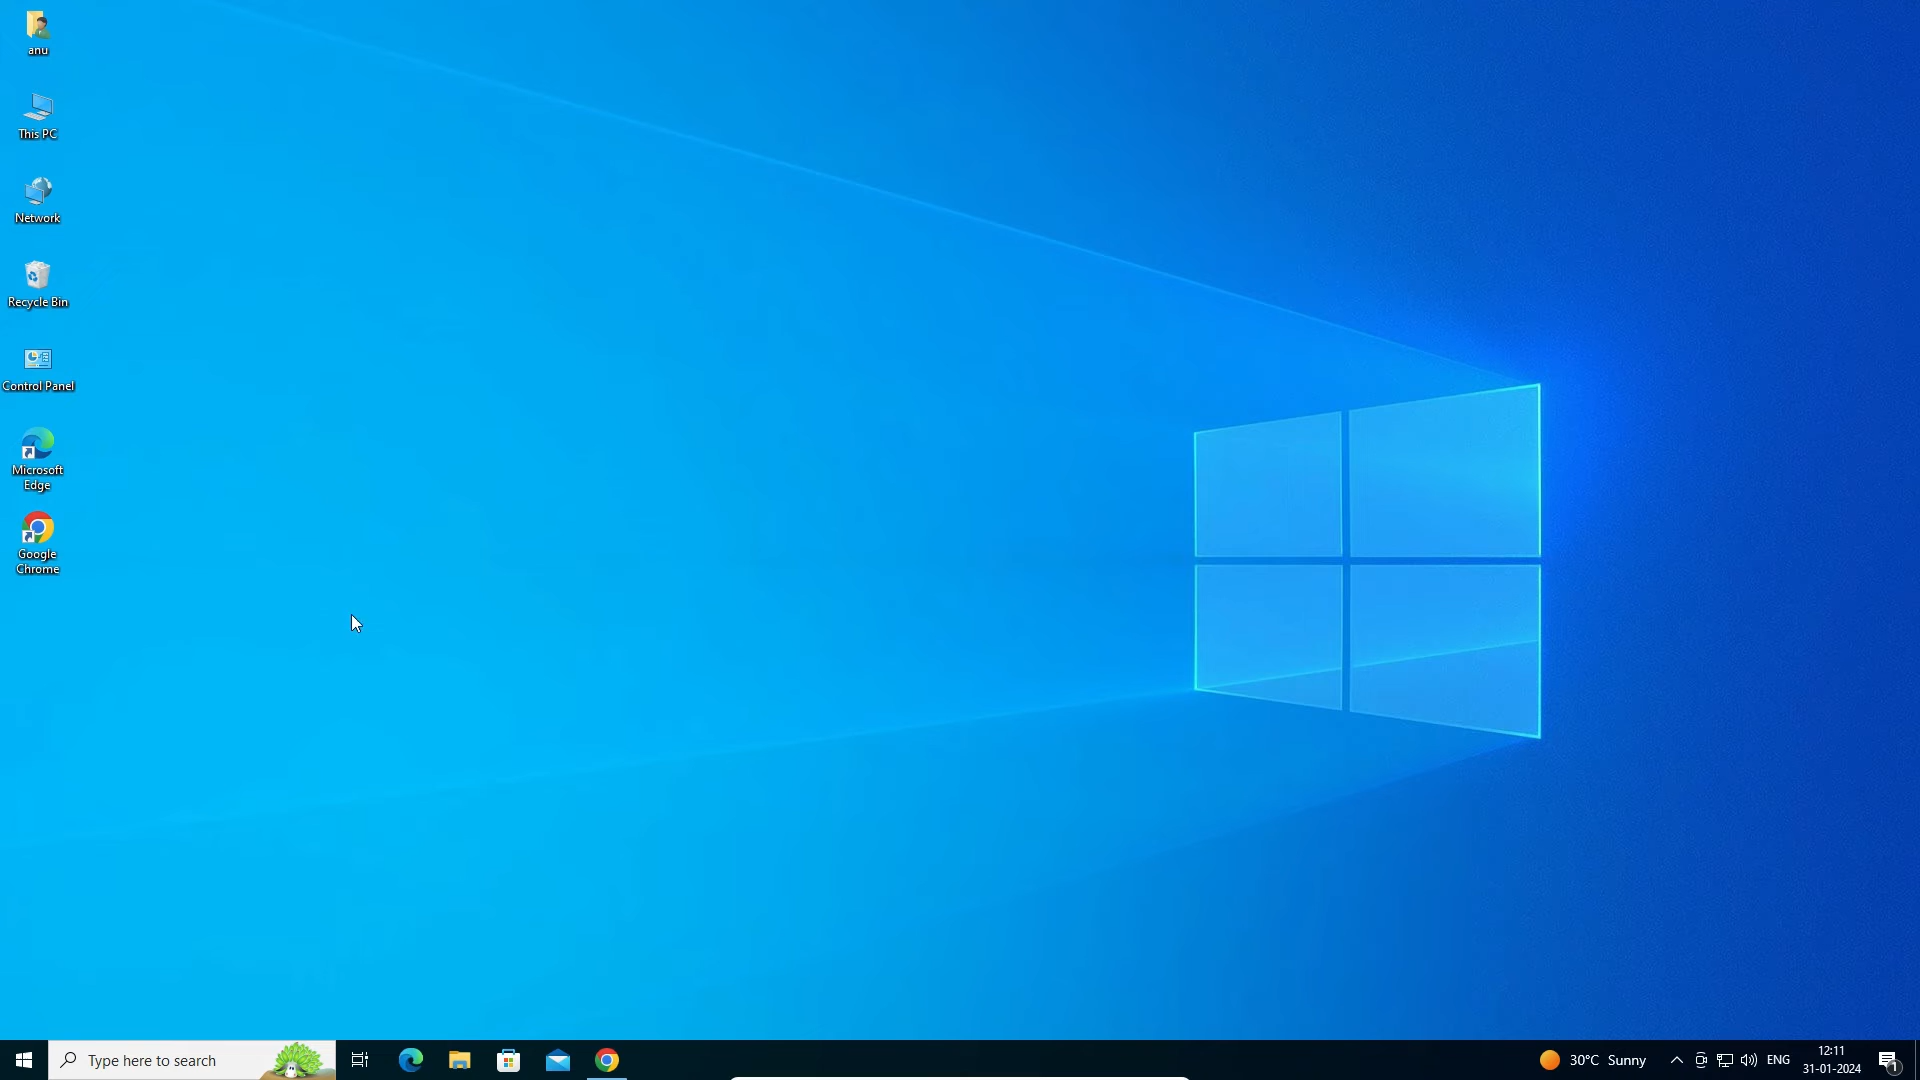 anu
This PC
Network
Recycle Bin
Control Panel
Microsoft
Edge
Google
Chrome
Type here to search
30°C Sunny
ENG
12:11
31-01-2024
1